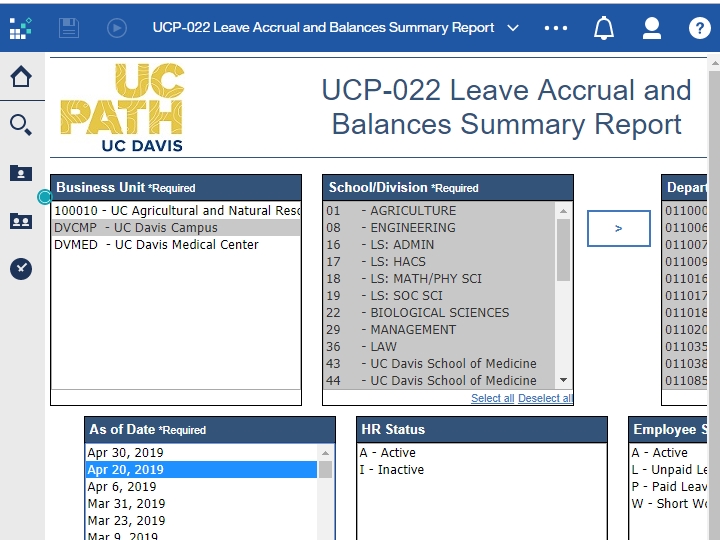 UCP-022 Leave Accrual and Balances Summary Report
?
UC
PATH
UC DAVIS
UCP-022 Leave Accrual and
Balances Summary Report
Business Unit *Required
100010 - UC Agricultural and Natural
DVCMP - UC Davis Campus
DVMED - UC Davis Medical Center
School/Division *Required
01 - AGRICULTURE
08 - ENGINEERING
16 - LS: ADMIN
17 - LS: HACS
18 - LS: MATH/PHY SCI
19 - LS: SOC SCI
22 - BIOLOGICAL SCIENCES
29 - MANAGEMENT
36 - LAW
43 - UC Davis School of Medicine
44 - UC Davis School of Medicine
Select all Deselect all
>
Depart
011000
011006
011007
011009
011016
011017
011018
011020
011035
011038
011085
As of Date *Required
Apr 30, 2019
Apr 20, 2019
Apr 6, 2019
Mar 31, 2019
Mar 23, 2019
Mar 9, 2019
HR Status
A - Active
I - Inactive
Employee S
A - Active
L - Unpaid Le
P - Paid Leav
W - Short Wo